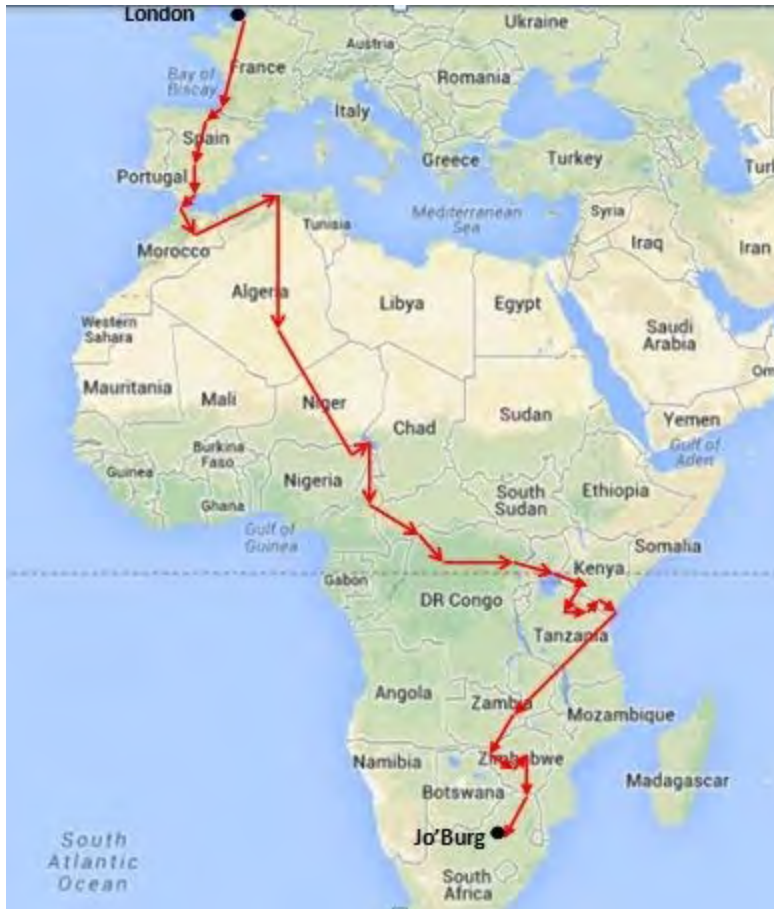 London
Ukraine
Austria
France
Bay of
Biscay
Romania
Italy
Spain
Greece
Turkey
Portugal
Tur
Mediterranean
Sea
Syria
Tunisia
Iraq
Iran
Morocco
Algeria
Libya
Egypt
Western
Sahara
Saudi
Arabia
Om
Mauritania
Mali
Niger
Chad
Sudan
Yemen
Gulf of
Aden
Burkina
Faso
Guinea
Nigeria
South
Sudan
Ethiopia
Ghana
Gulf of
Guinea
Somalia
Kenya
Gabon
DR Congo
Tanzania
Angola
Zambia
Mozambique
Namibia
Zimbabwe
Madagascar
Botswana
Jo'Burg
South
Atlantic
Ocean
South
Africa